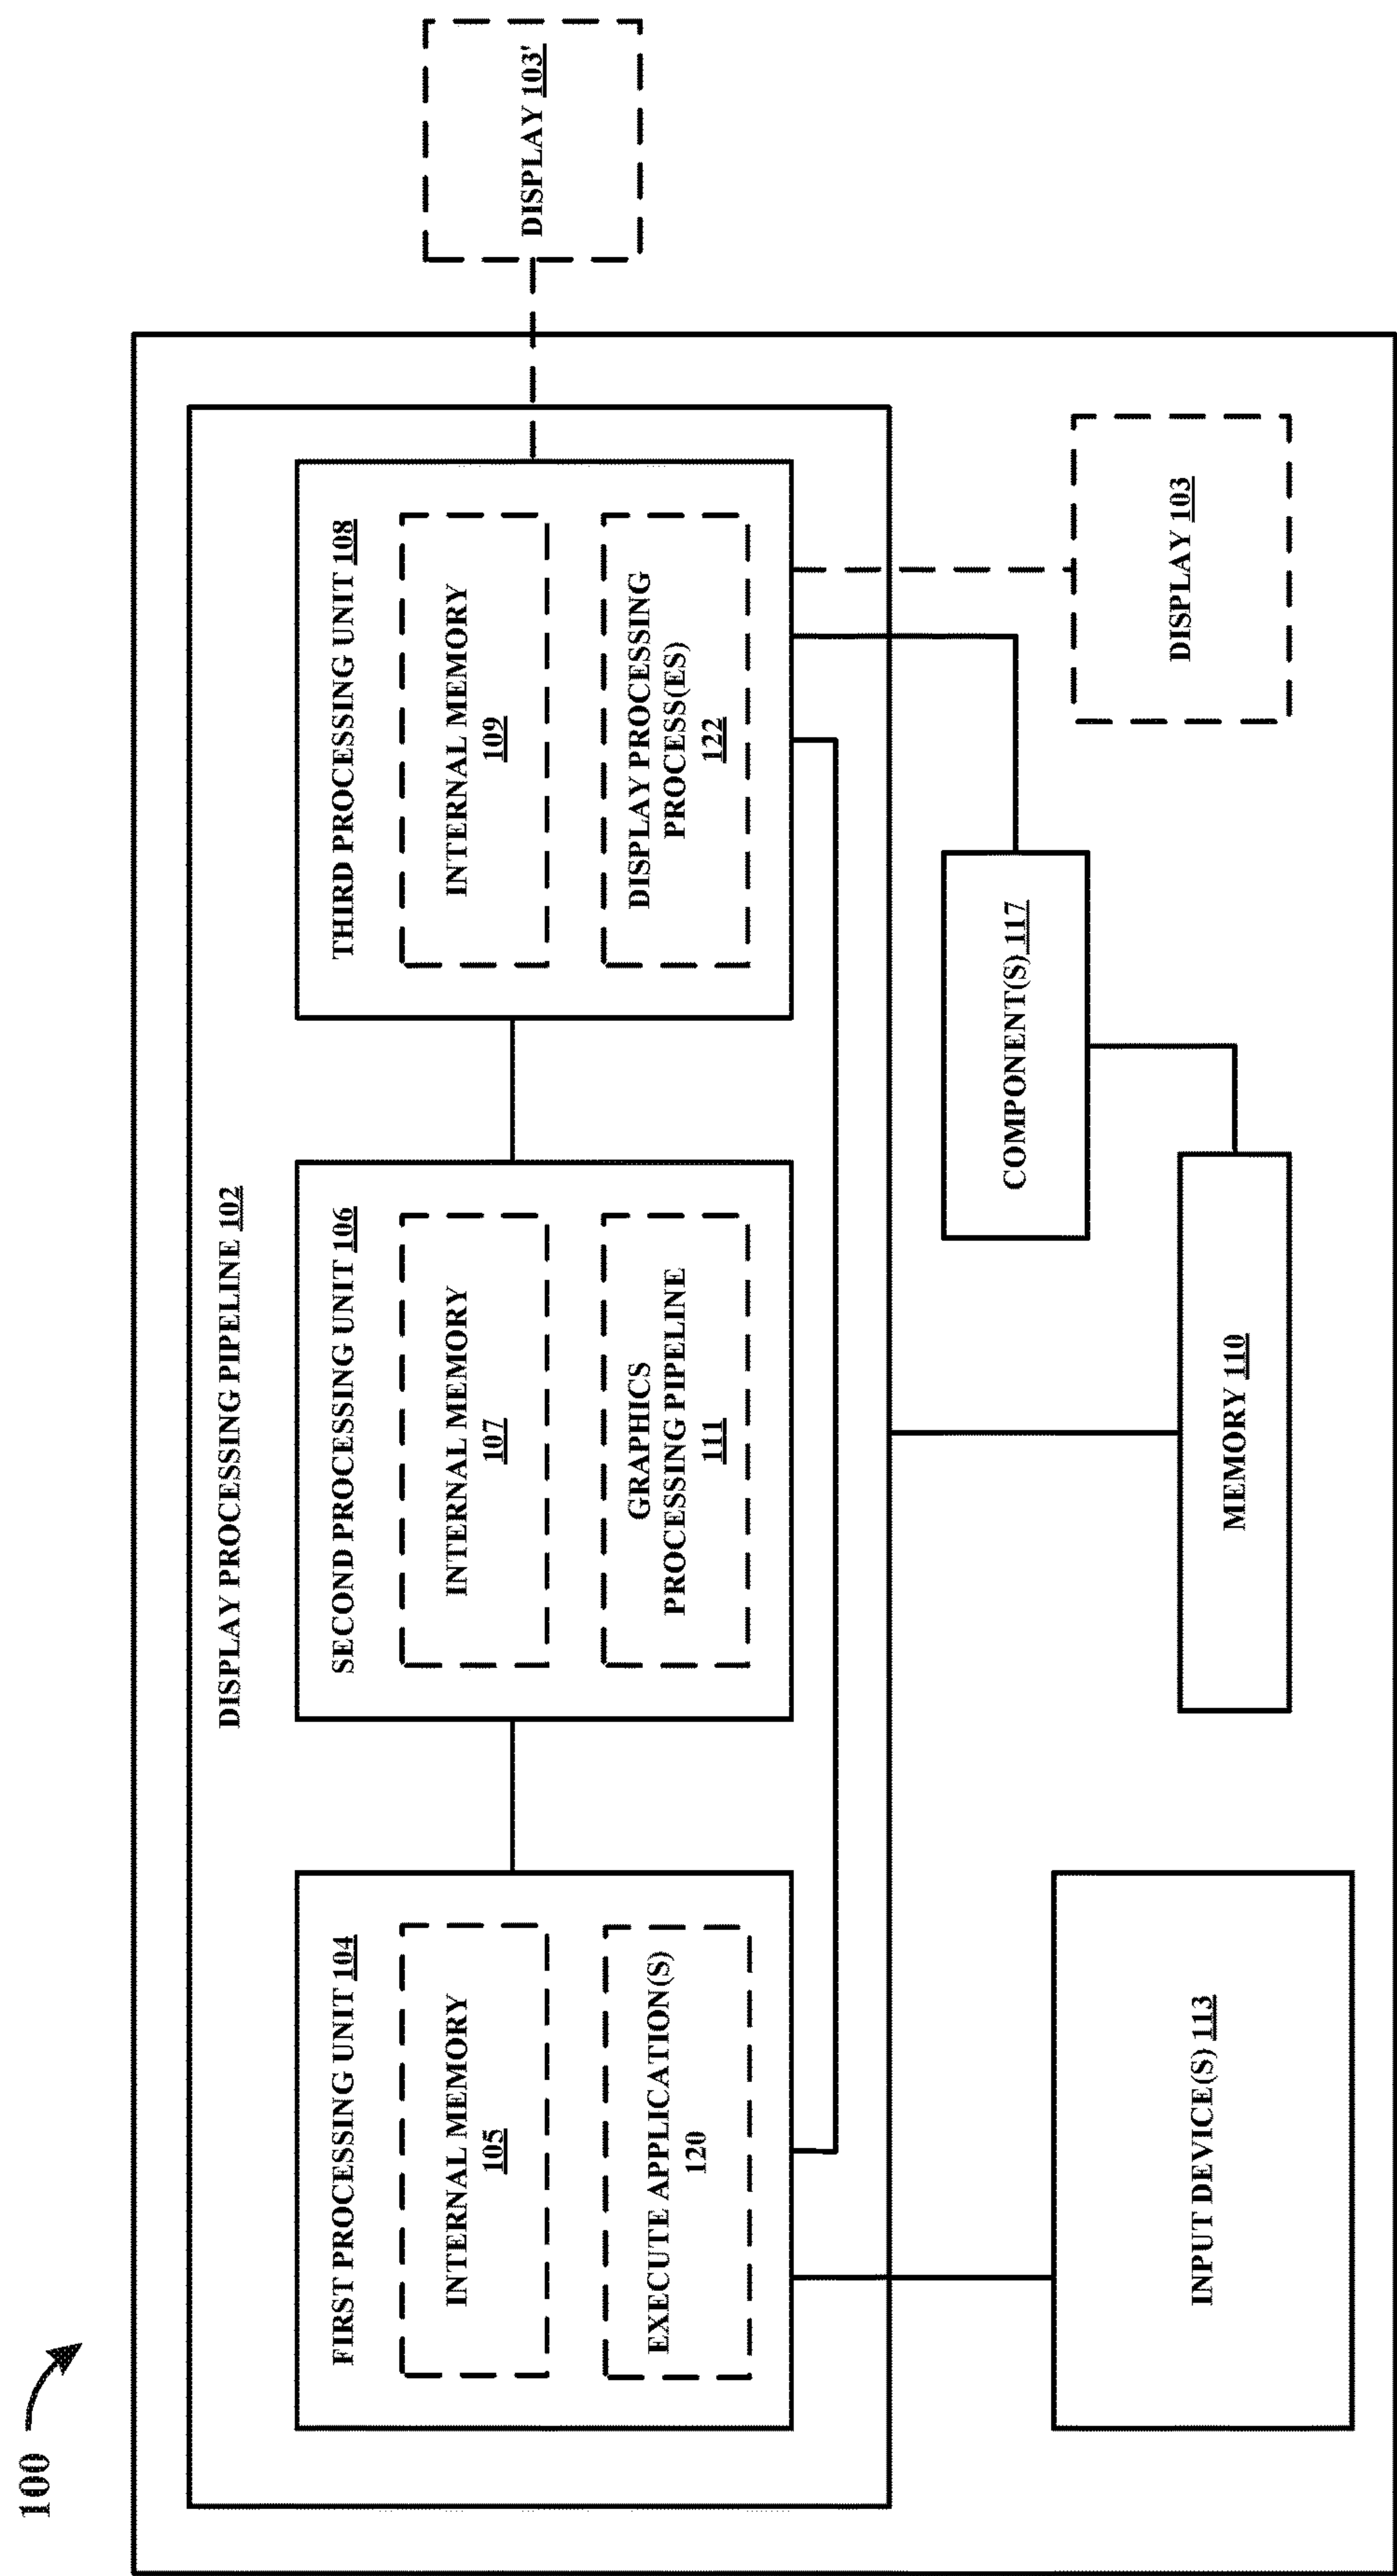 100
DISPLAY PROCESSING PIPELINE 102
FIRST PROCESSING UNIT 104
INTERNAL MEMORY
105
EXECUTE APPLICATION(S)
120
SECOND PROCESSING UNIT 106
INTERNAL MEMORY
107
GRAPHICS
PROCESSING PIPELINE
111
THIRD PROCESSING UNIT 108
INTERNAL MEMORY
109
DISPLAY PROCESSING
PROCESS(ES)
122
DISPLAY 103'
INPUT DEVICE(S) 113
MEMORY 110
COMPONENT(S) 117
DISPLAY 103